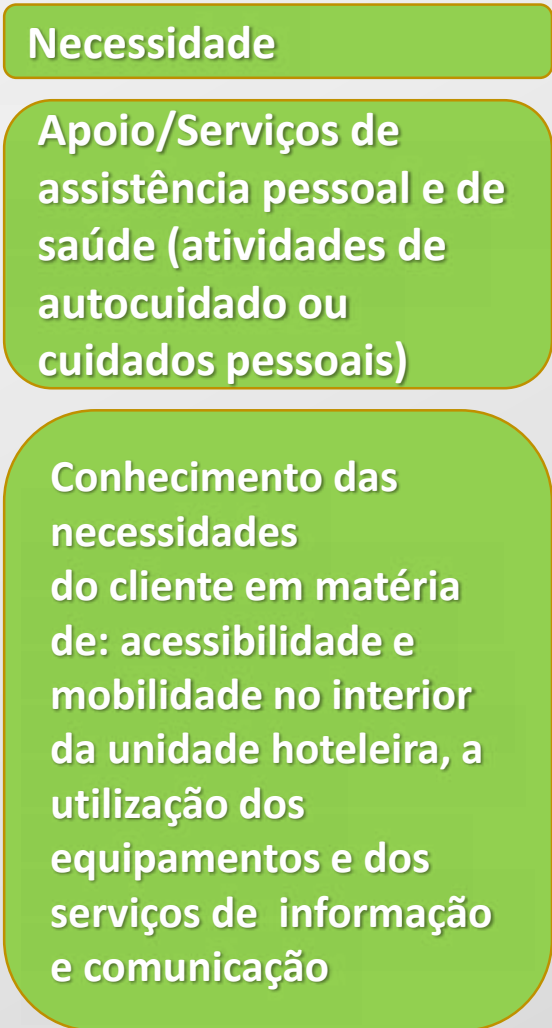 Necessidade
Apoio/Serviços de
assistência pessoal e de
saúde (atividades de
autocuidado ou
cuidados pessoais)
Conhecimento das
necessidades
do cliente em matéria
de: acessibilidade e
mobilidade no interior
da unidade hoteleira, a
utilização dos
equipamentos e dos
serviços de informação
e comunicação